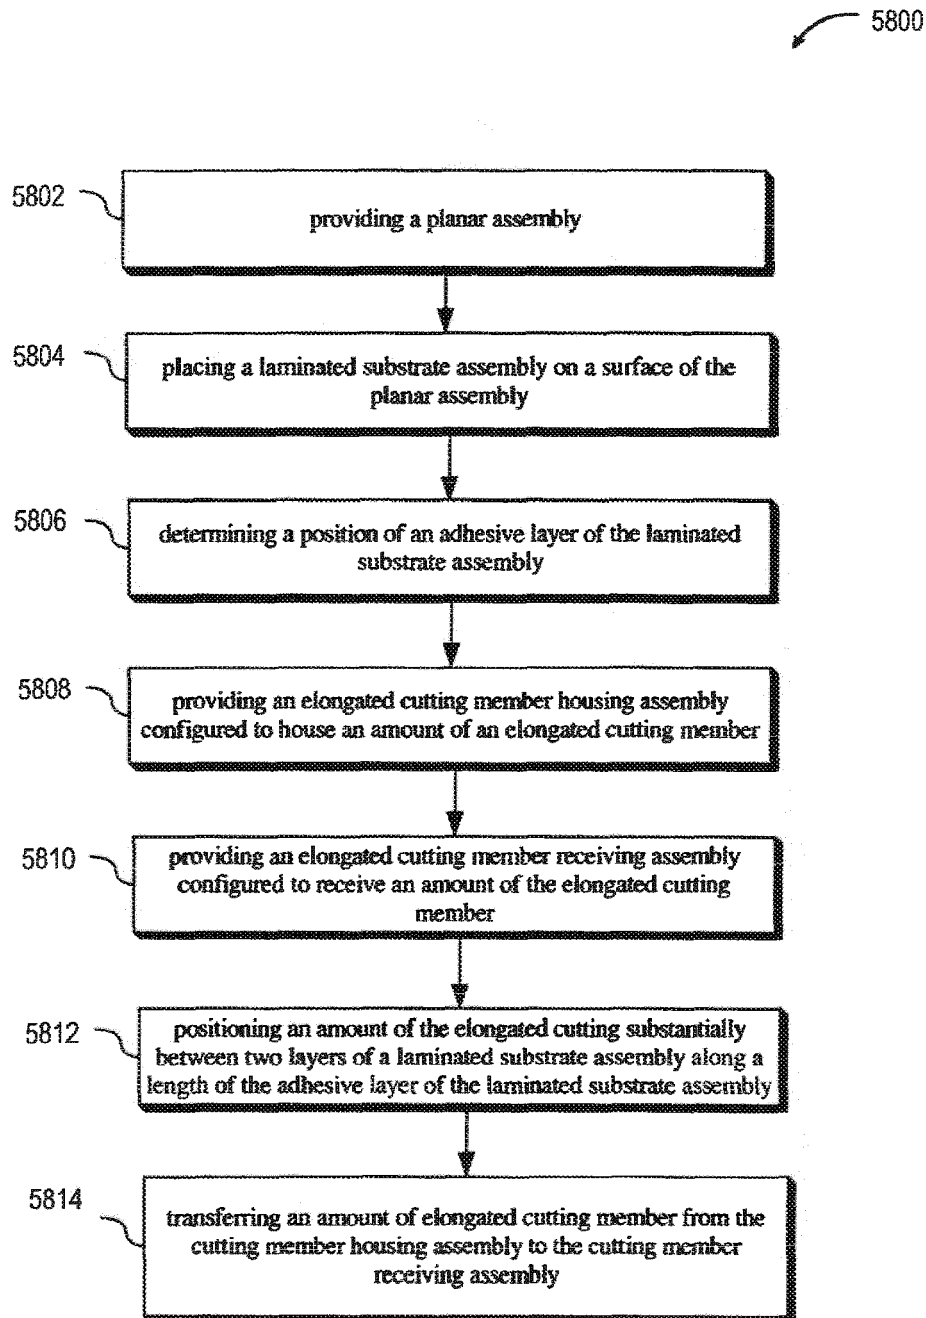 5800
5802
providing a planar assembly
5804
placing a laminated substrate assembly on a surface of the
planar assembly
5806
determining a position of an adhesive layer of the laminated
substrate assembly
5808
providing an elongated cutting member housing assembly
configured to house an amount of an elongated cutting member
5810
providing an elongated cutting member receiving assembly
configured to receive an amount of the elongated cutting
member
5812
positioning an amount of the elongated cutting substantially
between two layers of a laminated substrate assembly along a
length of the adhesive layer of the laminated substrate assembly
5814
transferring an amount of elongated cutting member from the
cutting member housing assembly to the cutting member
receiving assembly